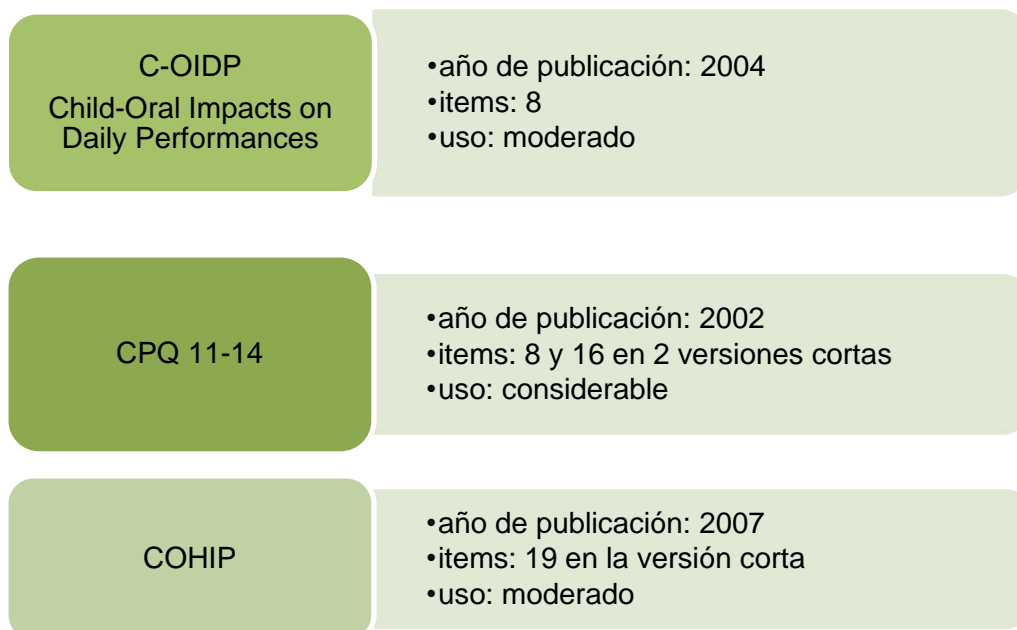 C-OIDP
Child-Oral Impacts on
Daily Performances
•año de publicación: 2004
•items: 8
•uso: moderado
CPQ 11-14
•año de publicación: 2002
•items: 8 y 16 en 2 versiones cortas
•uso: considerable
COHIP
•año de publicación: 2007
•items: 19 en la versión corta
•uso: moderado